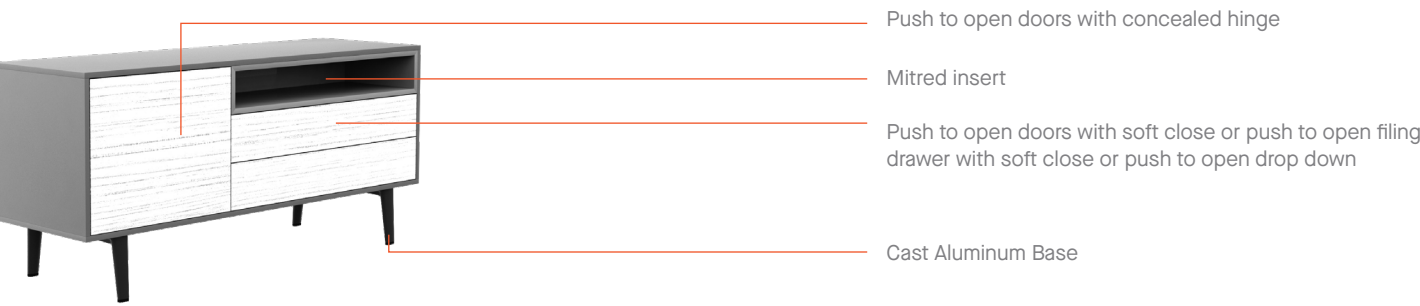 Push to open doors with concealed hinge
Mitred insert
Push to open doors with soft close or push to open filing
drawer with soft close or push to open drop down
Cast Aluminum Base